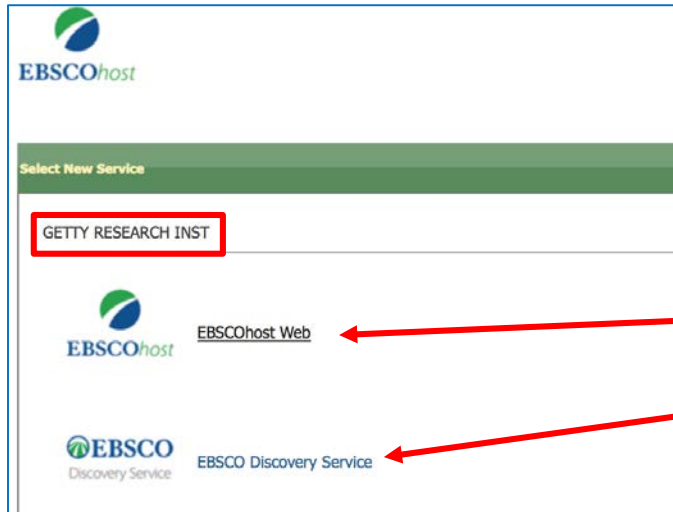 EBSCOhost
Select New Service
GETTY RESEARCH INST
EBSCOhost
EBSCOhost Web
EBSCO
Discovery Service
EBSCO Discovery Service